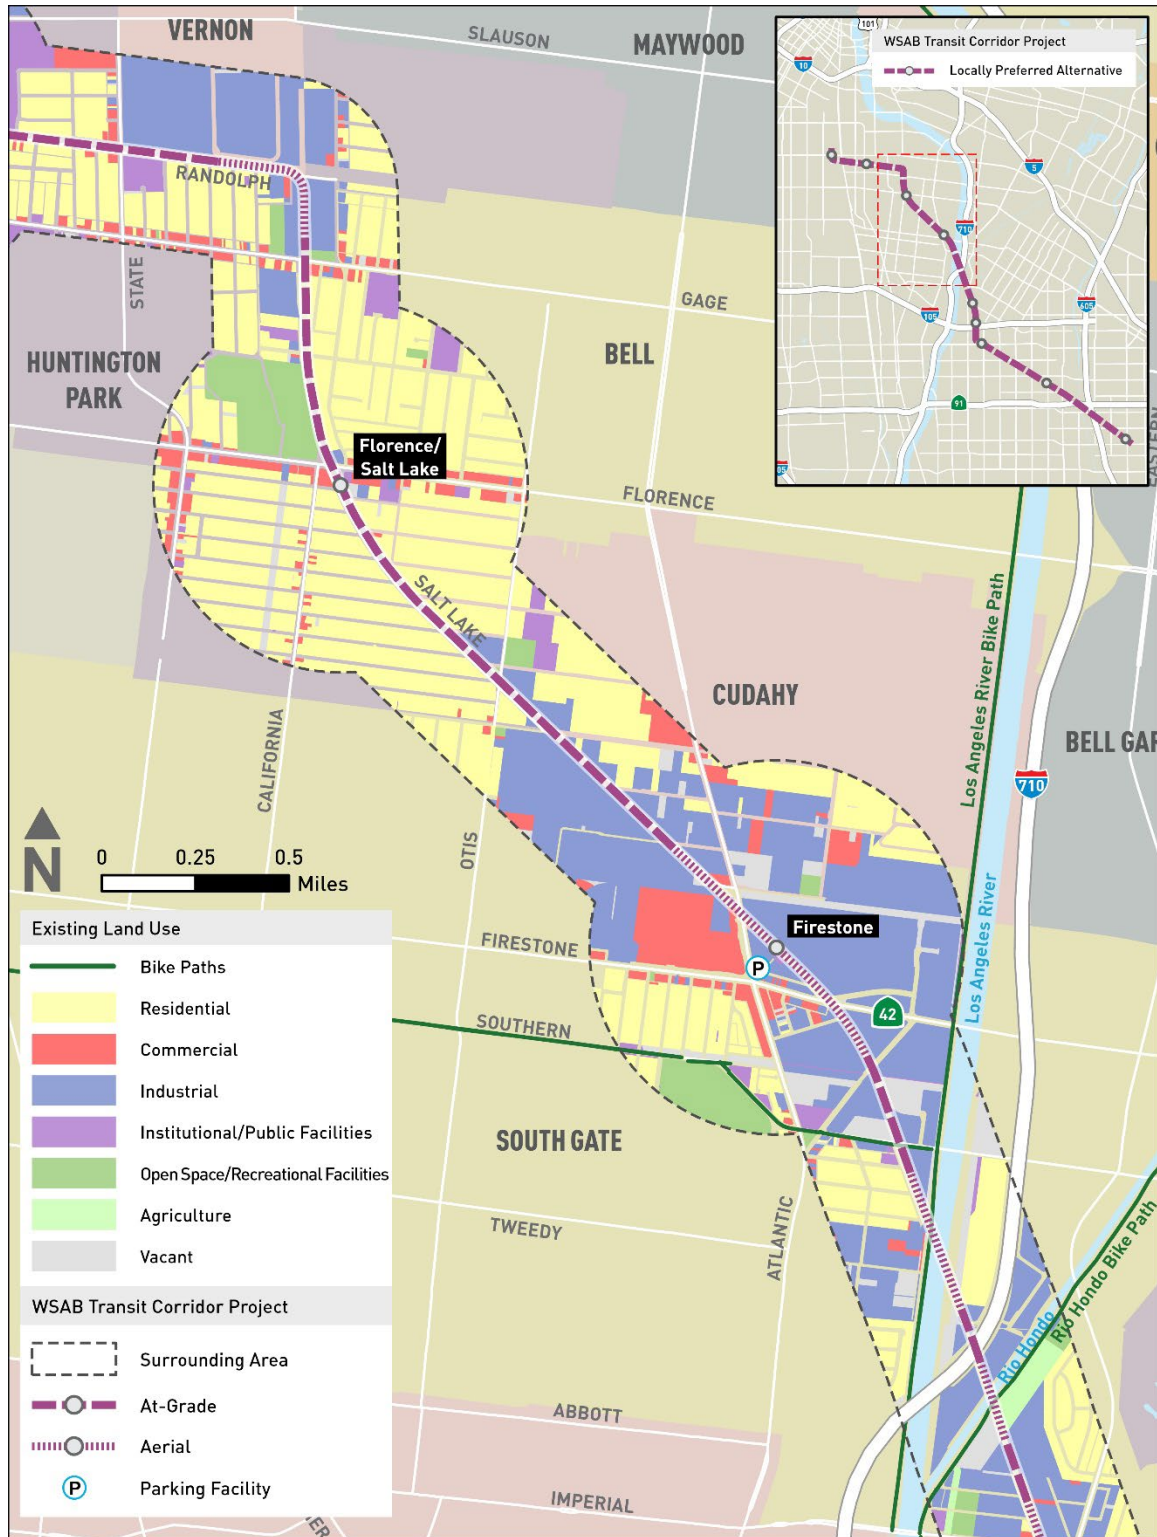 VERNON
SLAUSON
MAYWOOD
101
WSAB Transit Corridor Project
Locally Preferred Alternative
10
5
710
105
605
91
RANDOLPH
STATE
GAGE
HUNTINGTON
PARK
BELL
Florence/
Salt Lake
FLORENCE
EASTERN
SALT LAKE
Los Angeles River Bike Path
CUDAHY
BELL GAR
CALIFORNIA
710
N
0 0.25 0.5
Miles
OTIS
Existing Land Use
Bike Paths
Residential
Commercial
Industrial
Institutional/Public Facilities
Open Space/Recreational Facilities
Agriculture
Vacant
WSAB Transit Corridor Project
Surrounding Area
At-Grade
Aerial
P Parking Facility
FIRESTONE
Firestone
P
42
Los Angeles River
SOUTHERN
SOUTH GATE
TWEEDY
ATLANTIC
Rio Hondo
Rio Hondo Bike Path
ABBOTT
IMPERIAL